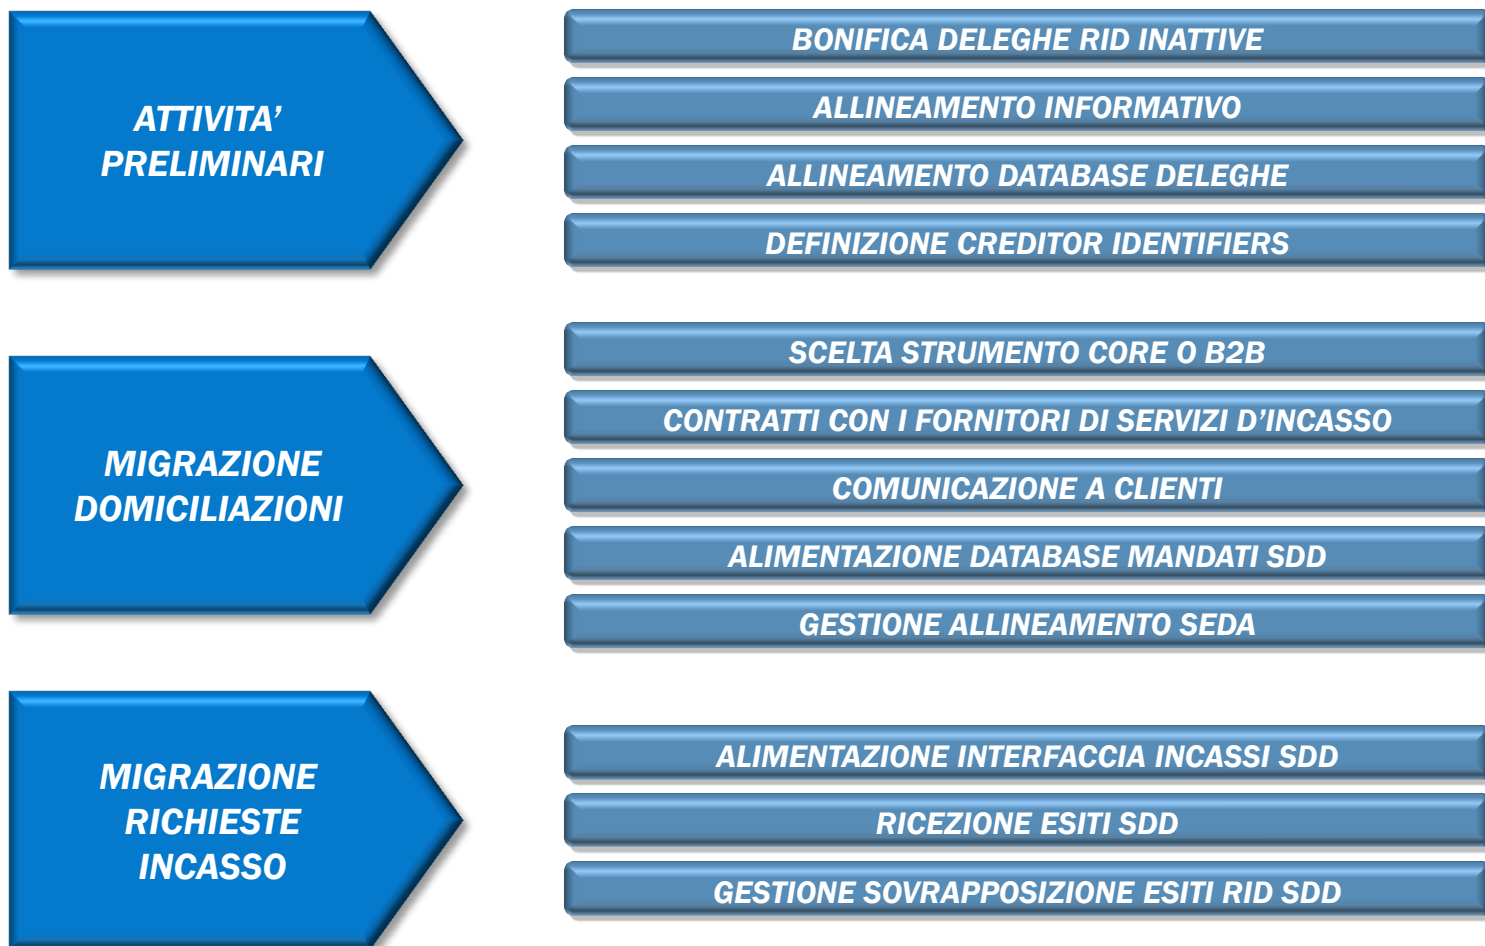 ATTIVITA’
PRELIMINARI
BONIFICA DELEGHE RID INATTIVE
ALLINEAMENTO INFORMATIVO
ALLINEAMENTO DATABASE DELEGHE
DEFINIZIONE CREDITOR IDENTIFIERS
MIGRAZIONE
DOMICILIAZIONI
SCELTA STRUMENTO CORE O B2B
CONTRATTI CON I FORNITORI DI SERVIZI D’INCASSO
COMUNICAZIONE A CLIENTI
ALIMENTAZIONE DATABASE MANDATI SDD
GESTIONE ALLINEAMENTO SEDA
MIGRAZIONE
RICHIESTE
INCASSO
ALIMENTAZIONE INTERFACCIA INCASSI SDD
RICEZIONE ESITI SDD
GESTIONE SOVRAPPOSIZIONE ESITI RID SDD